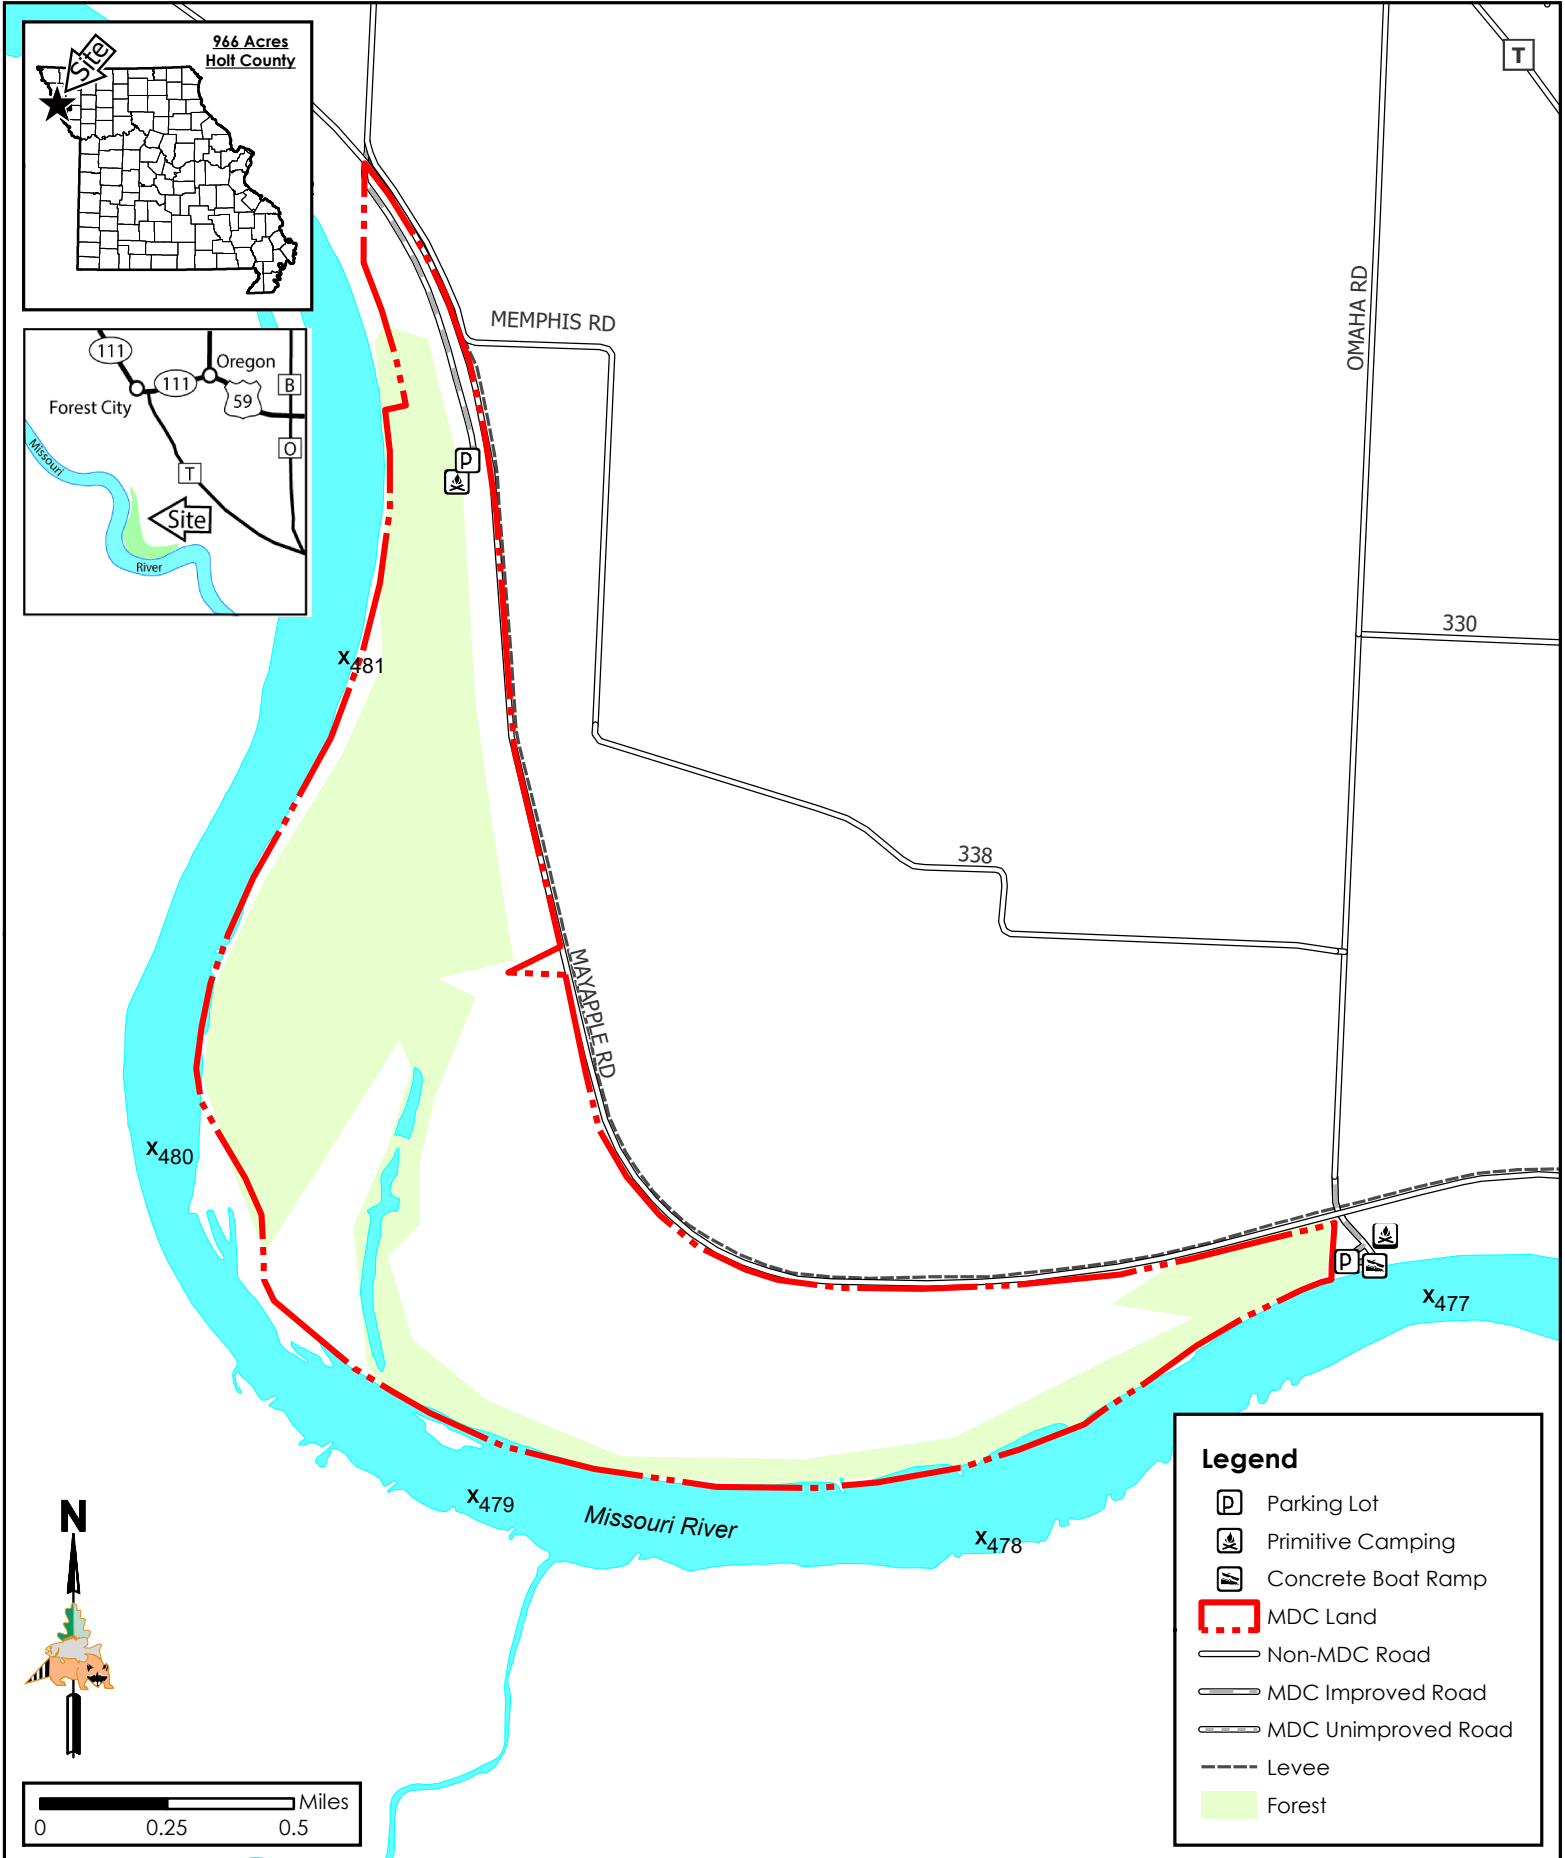 966 Acres
Holt County
Site
T
111
Oregon
111
59
B
Forest City
O
Missouri
T
Site
River
MEMPHIS RD
OMAHA RD
P
330
x481
338
MAYAPPLE RD
x480
P
x477
x479
Missouri River
x478
N
Miles
0 0.25 0.5
Legend
P Parking Lot
Primitive Camping
Concrete Boat Ramp
MDC Land
Non-MDC Road
MDC Improved Road
MDC Unimproved Road
Levee
Forest